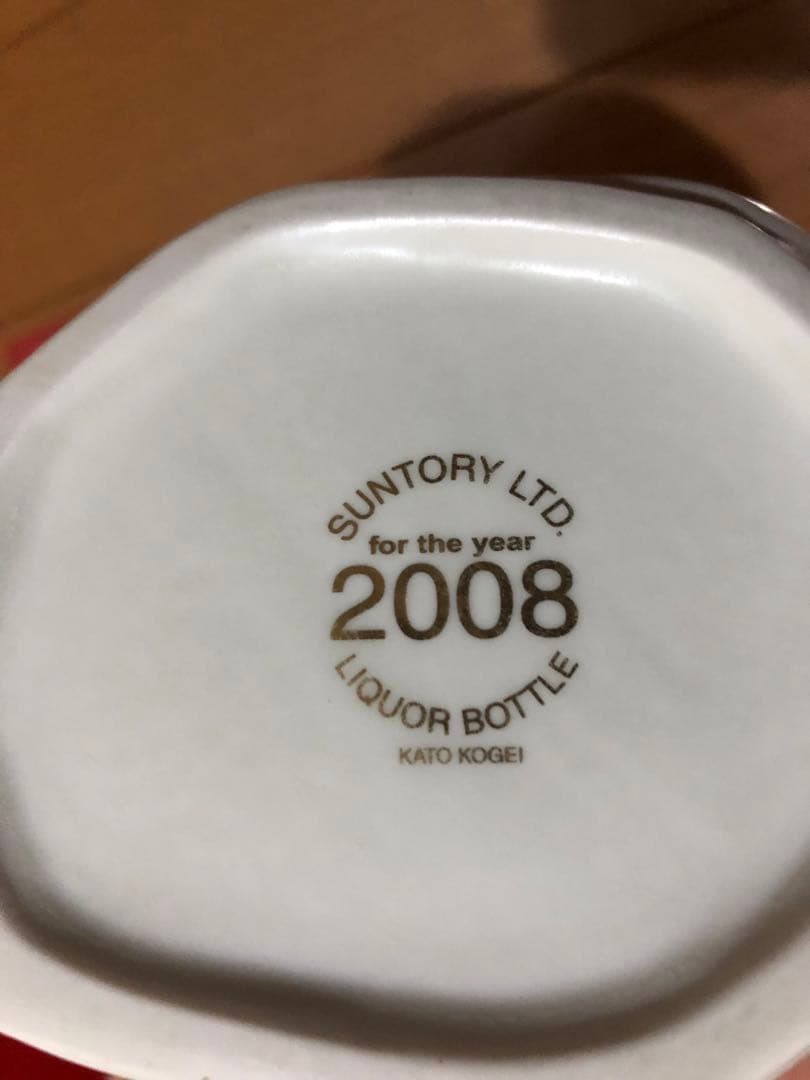 SUNTORY LTD.
for the year
2008
LIQUOR BOTTLE
KATO KOGEI